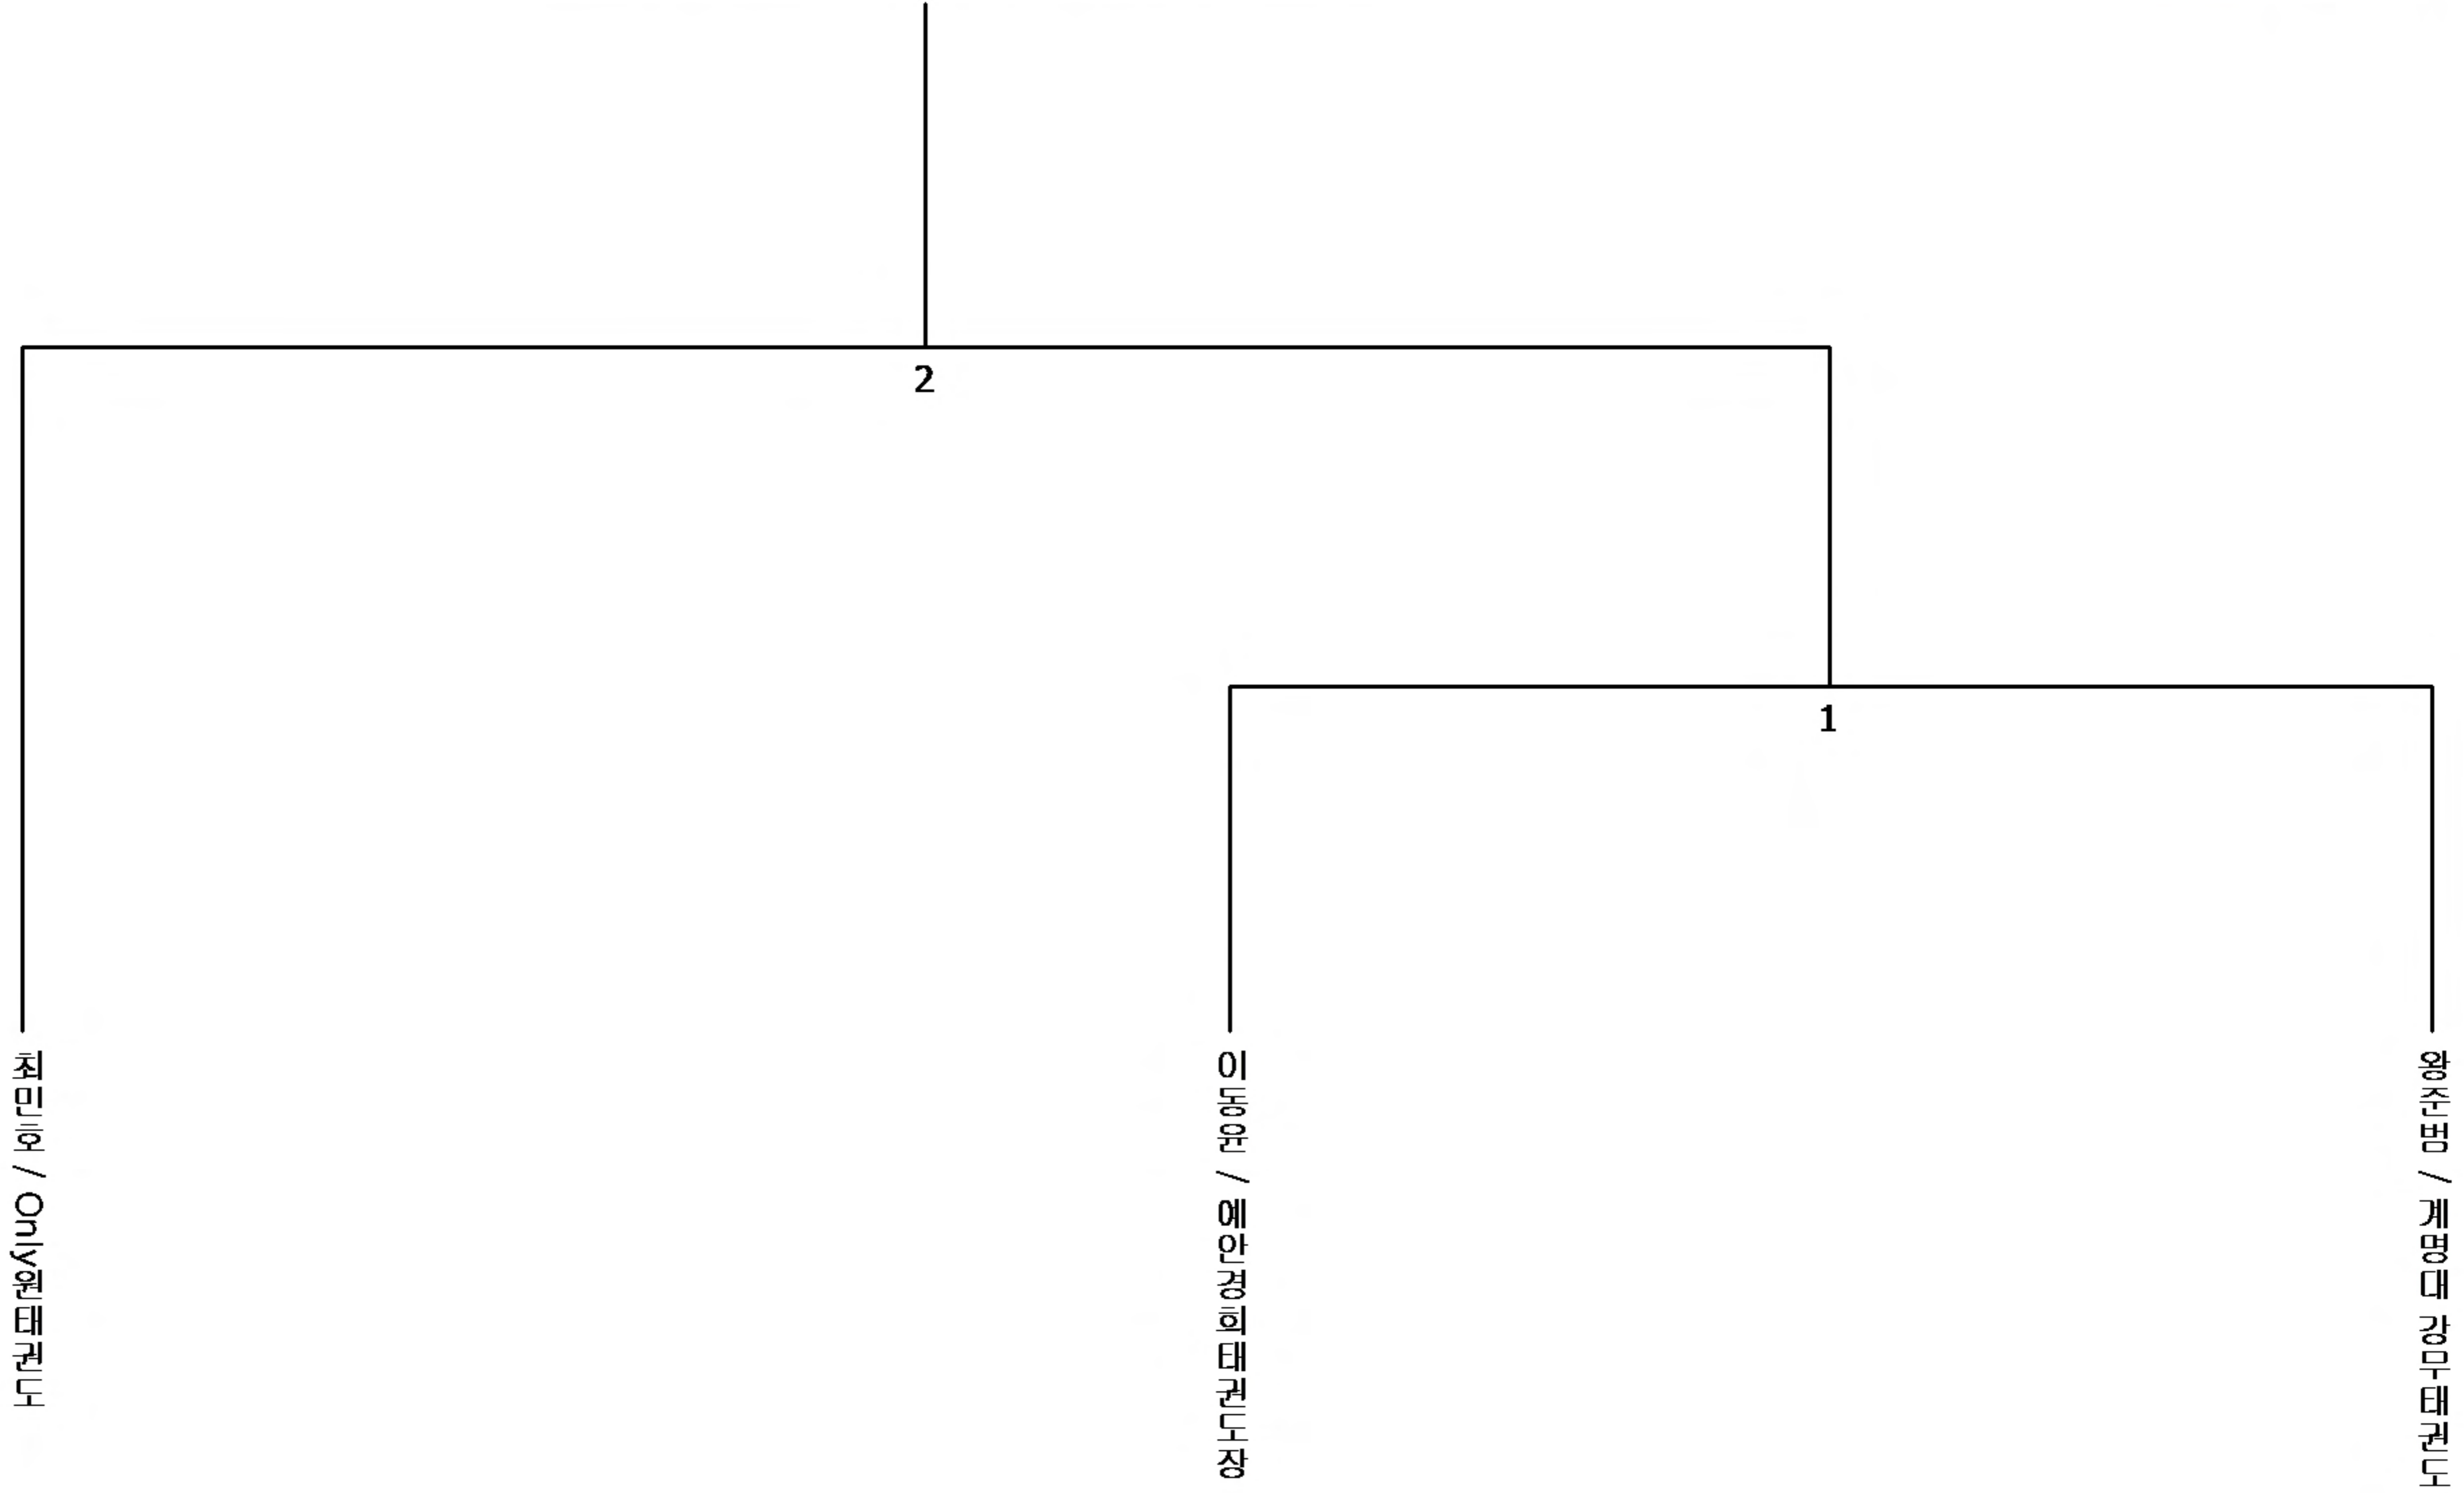 2
1
최민호 / Only원태권도
이동윤 / 예안경희태권도장
왕준범 / 계명대 강무태권도